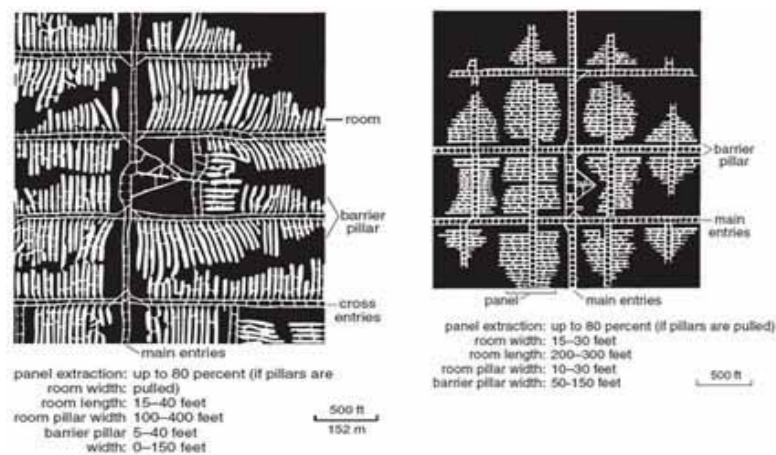 room
barrier
pillar
cross
entries
main entries
panel extraction: up to 80 percent (if pillars are
room width: pulled)
room length: 15–40 feet
room pillar width 100–400 feet
barrier pillar 5–40 feet
width: 0–150 feet
500 ft
152 m
barrier
pillar
main
entries
panel
main entries
panel extraction: up to 80 percent (if pillars are pulled)
room width: 15–30 feet
room length: 200–300 feet
room pillar width: 10–30 feet
barrier pillar width: 50-150 feet
500 ft